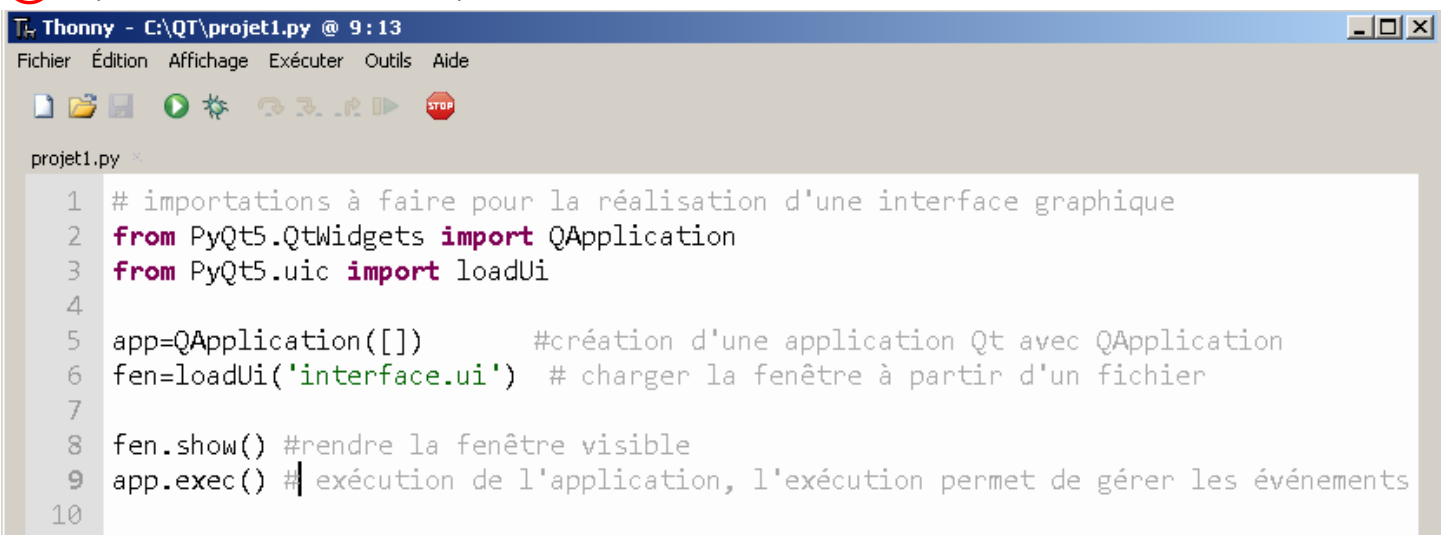 Thonny - C:\QT\projet1.py @ 9:13
Fichier Édition Affichage Exécuter Outils Aide
STOP
projet1.py
1 # importations à faire pour la réalisation d'une interface graphique
2 from PyQt5.QtWidgets import QApplication
3 from PyQt5.uic import loadUi
4
5 app=QApplication([]) #création d'une application Qt avec QApplication
6 fen=loadUi('interface.ui') # charger la fenêtre à partir d'un fichier
7
8 fen.show() #rendre la fenêtre visible
9 app.exec() # exécution de l'application, l'exécution permet de gérer les événements
10